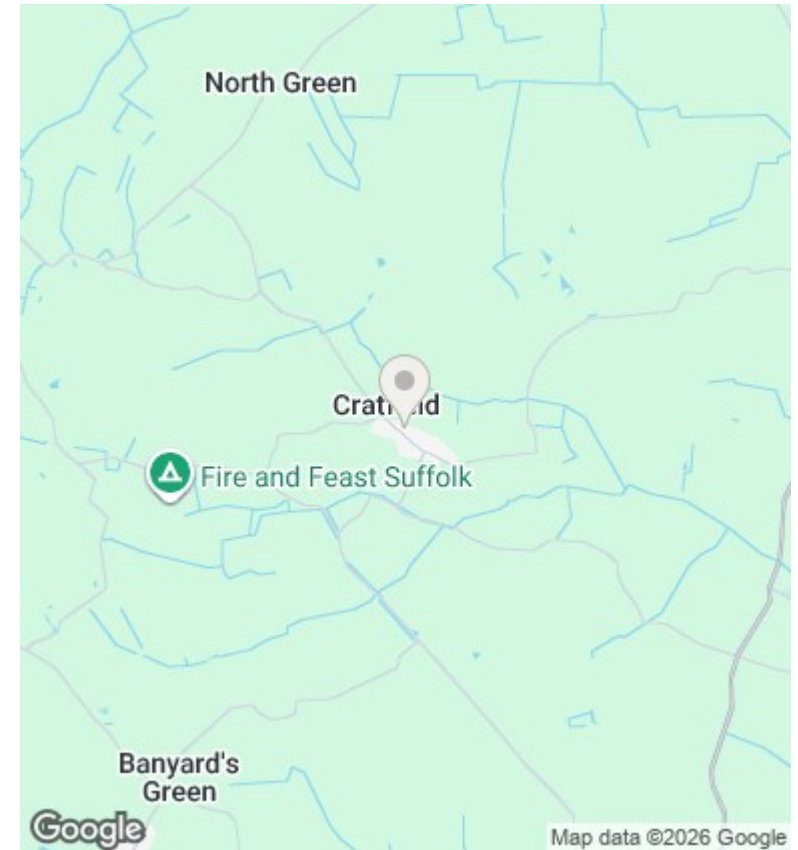 North Green
Fire and Feast Suffolk
Banyard's
Green
Google
Map data ©2026 Google